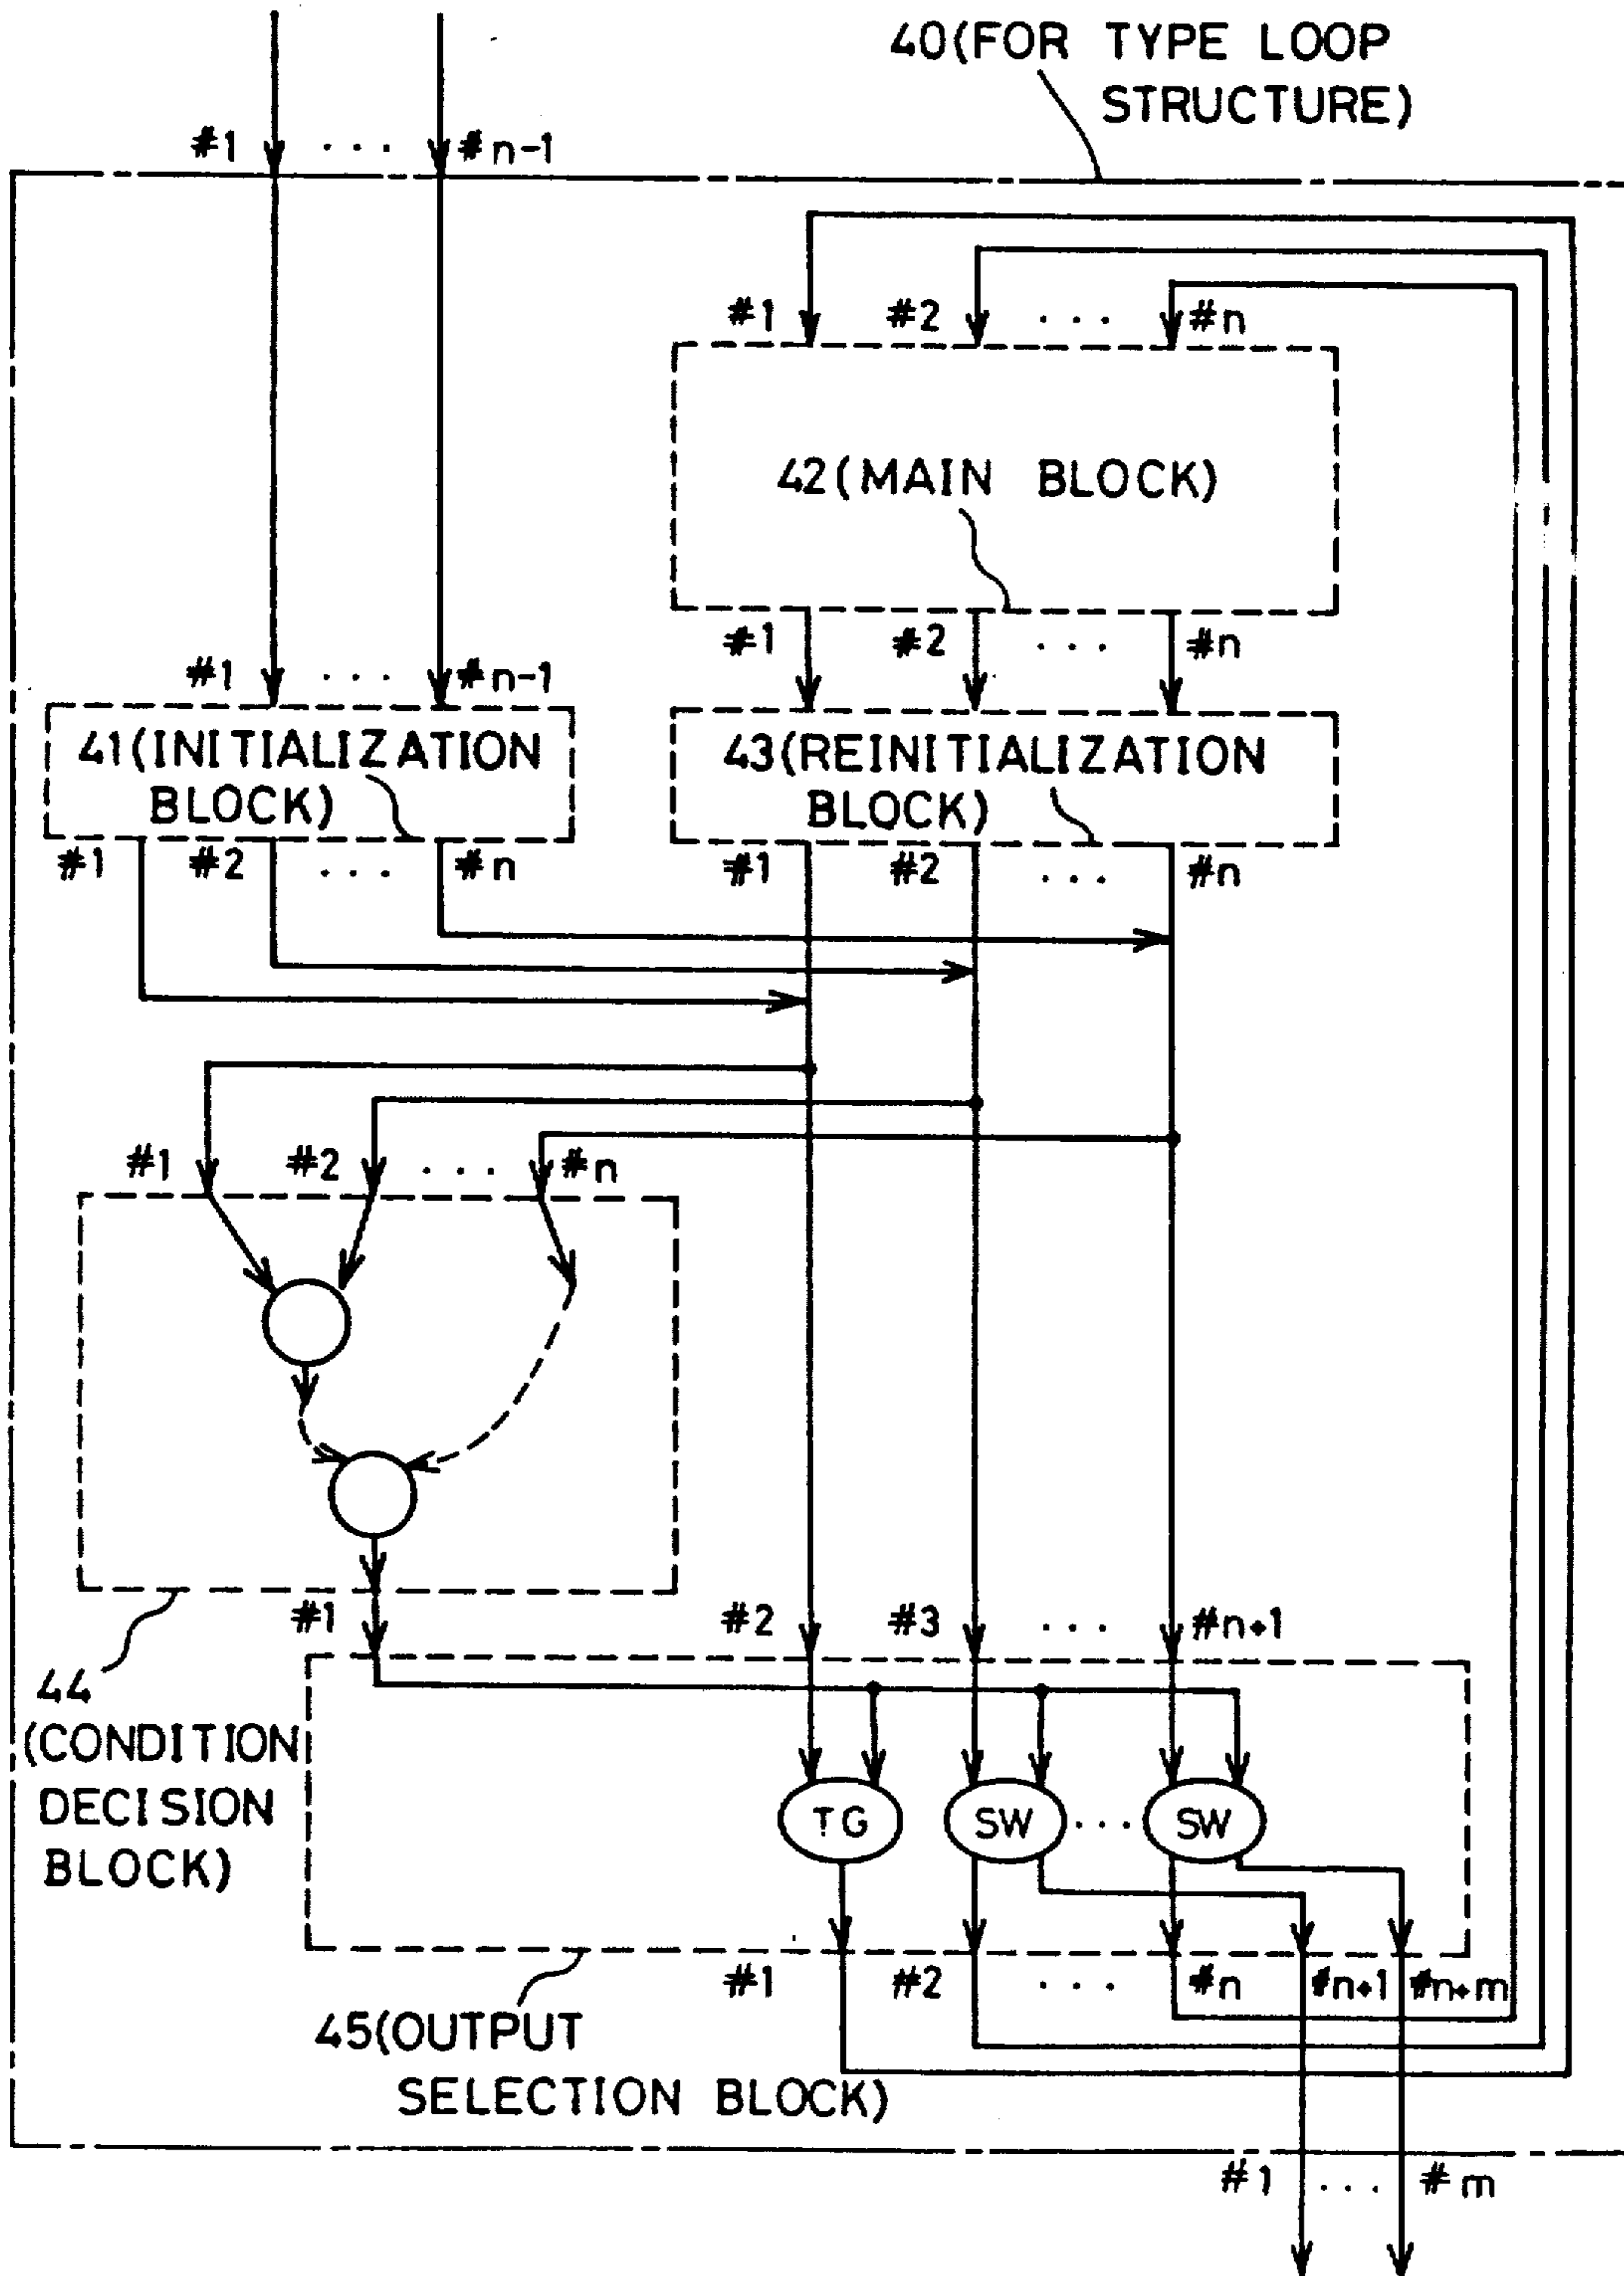 40(FOR TYPE LOOP
STRUCTURE)
#1 ... #n-1
#1 #2 ... #n
42(MAIN BLOCK)
#1 #2 ... #n
#1 ... #n-1
41(INITIALIZATION
BLOCK)
43(REINITIALIZATION
BLOCK)
#1 #2 ... #n
#1 #2 ... #n
#1 #2 ... #n
#1 #2 #3 ... #n+1
44
(CONDITION
DECISION
BLOCK)
TG SW ... SW
#1 #2 ... #n #n+1 #n+m
45(OUTPUT
SELECTION BLOCK)
#1 ... #m